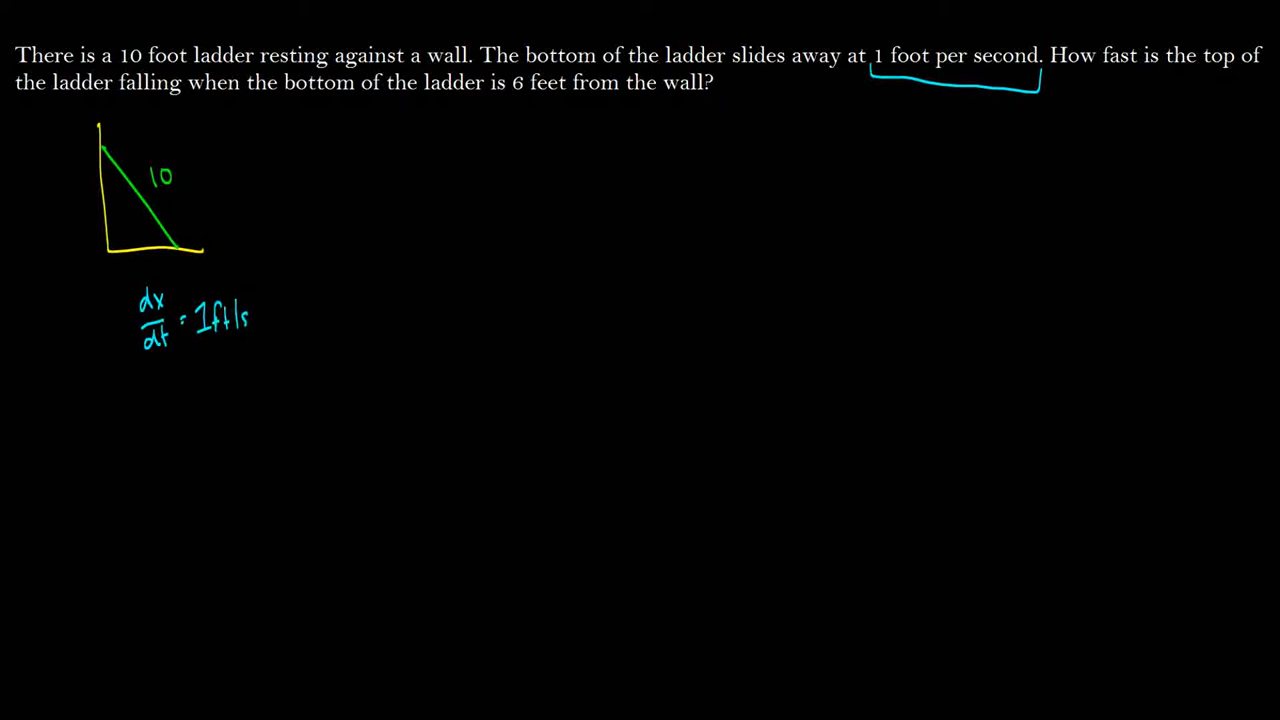 There is a 10 foot ladder resting against a wall. The bottom of the ladder slides away at 1 foot per second. How fast is the top of
the ladder falling when the bottom of the ladder is 6 feet from the wall?
10
dx/dt = 1ft/s